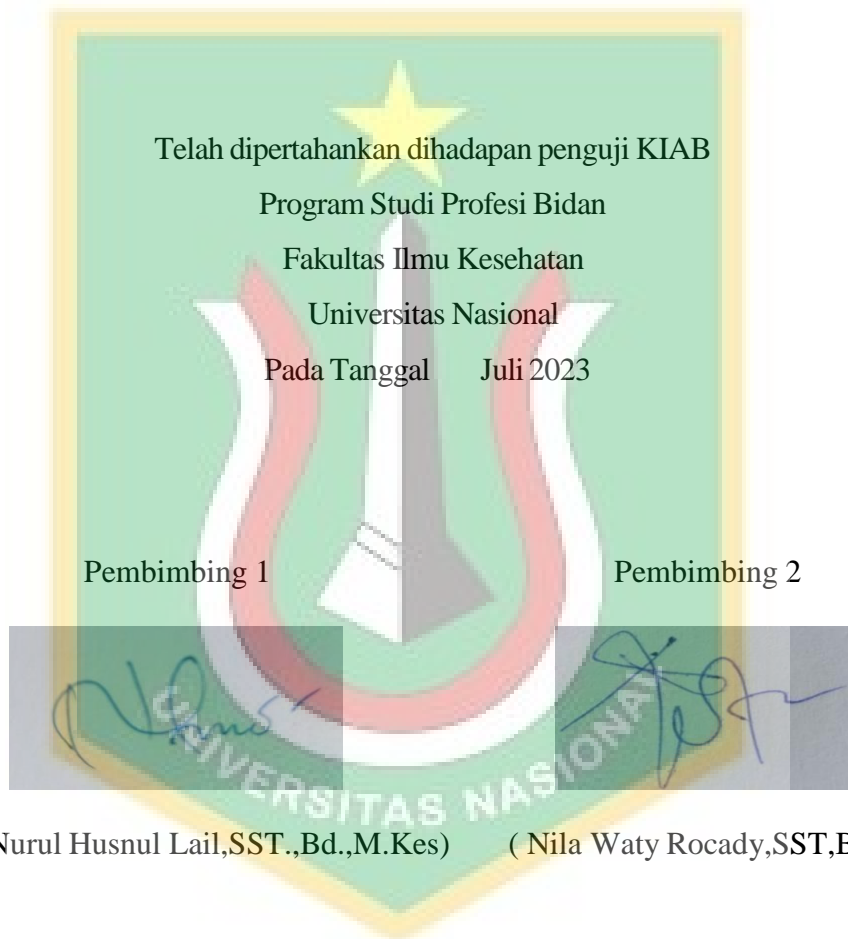 Telah dipertahankan dihadapan penguji KIAB
Program Studi Profesi Bidan
Fakultas Ilmu Kesehatan
Universitas Nasional
Pada Tanggal Juli 2023
Pembimbing 1 Pembimbing 2
UNIVERSITAS NASIONAL
Nurul Husnul Lail,SST.,Bd.,M.Kes) ( Nila Waty Rocady,SST,B